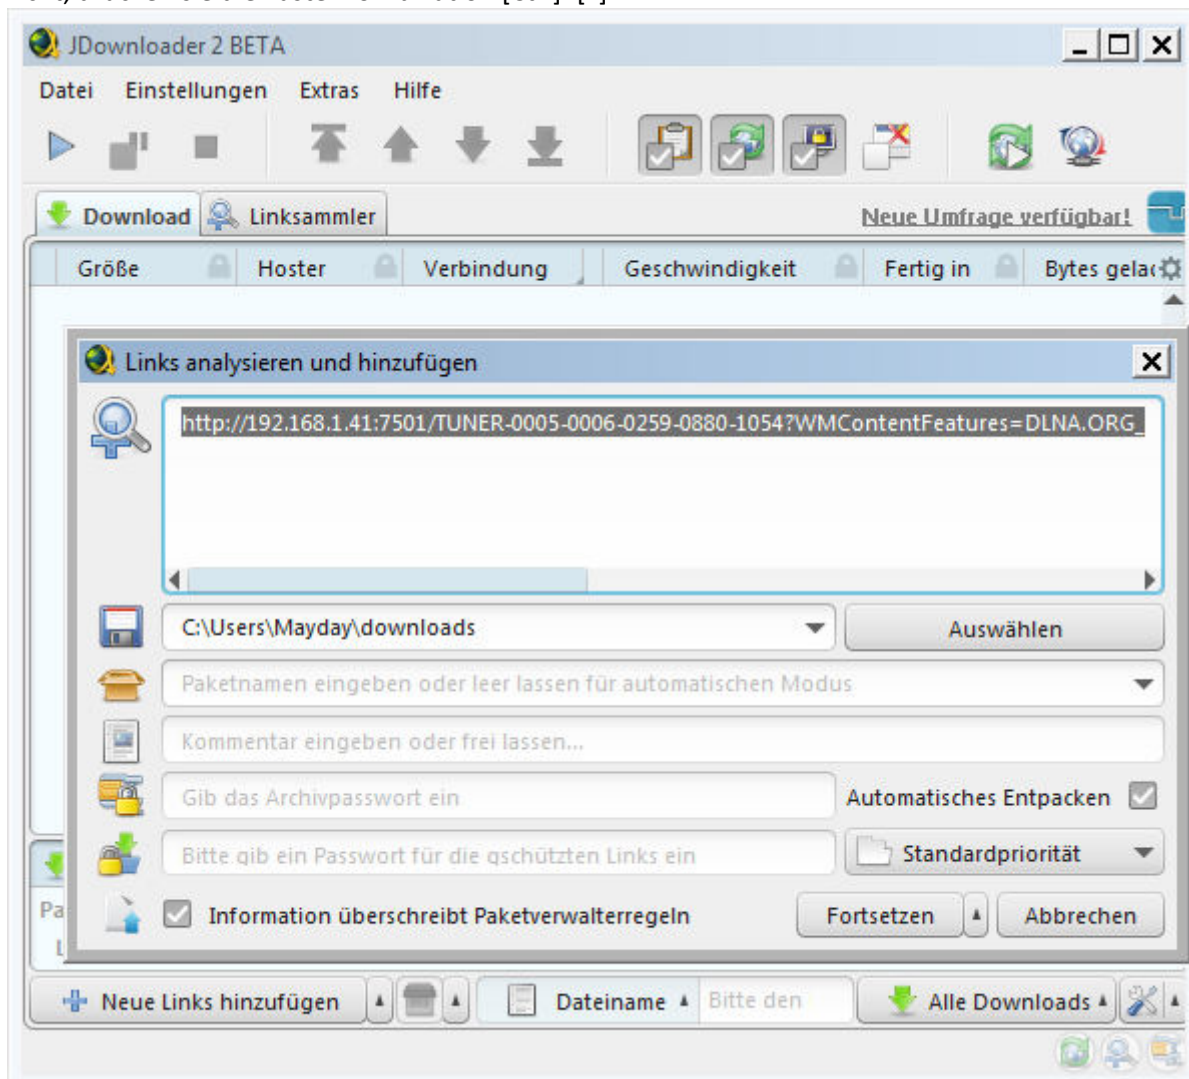 JDownloader 2 BETA
Datei Einstellungen Extras Hilfe
Download Linksammler Neue Umfrage verfügbar!
Größe Hoster Verbindung Geschwindigkeit Fertig in Bytes gelad
Links analysieren und hinzufügen
http://192.168.1.41:7501/TUNER-0005-0006-0259-0880-1054?WMContentFeatures=DLNA.ORG_
C:\Users\Mayday\downloads Auswählen
Paketnamen eingeben oder leer lassen für automatischen Modus
Kommentar eingeben oder frei lassen...
Gib das Archivpasswort ein Automatisches Entpacken
Bitte gib ein Passwort für die gschützten Links ein Standardpriorität
Pa
Information überschreibt Paketverwalterregeln Fortsetzen Abbrechen
Neue Links hinzufügen Dateiname Bitte den Alle Downloads